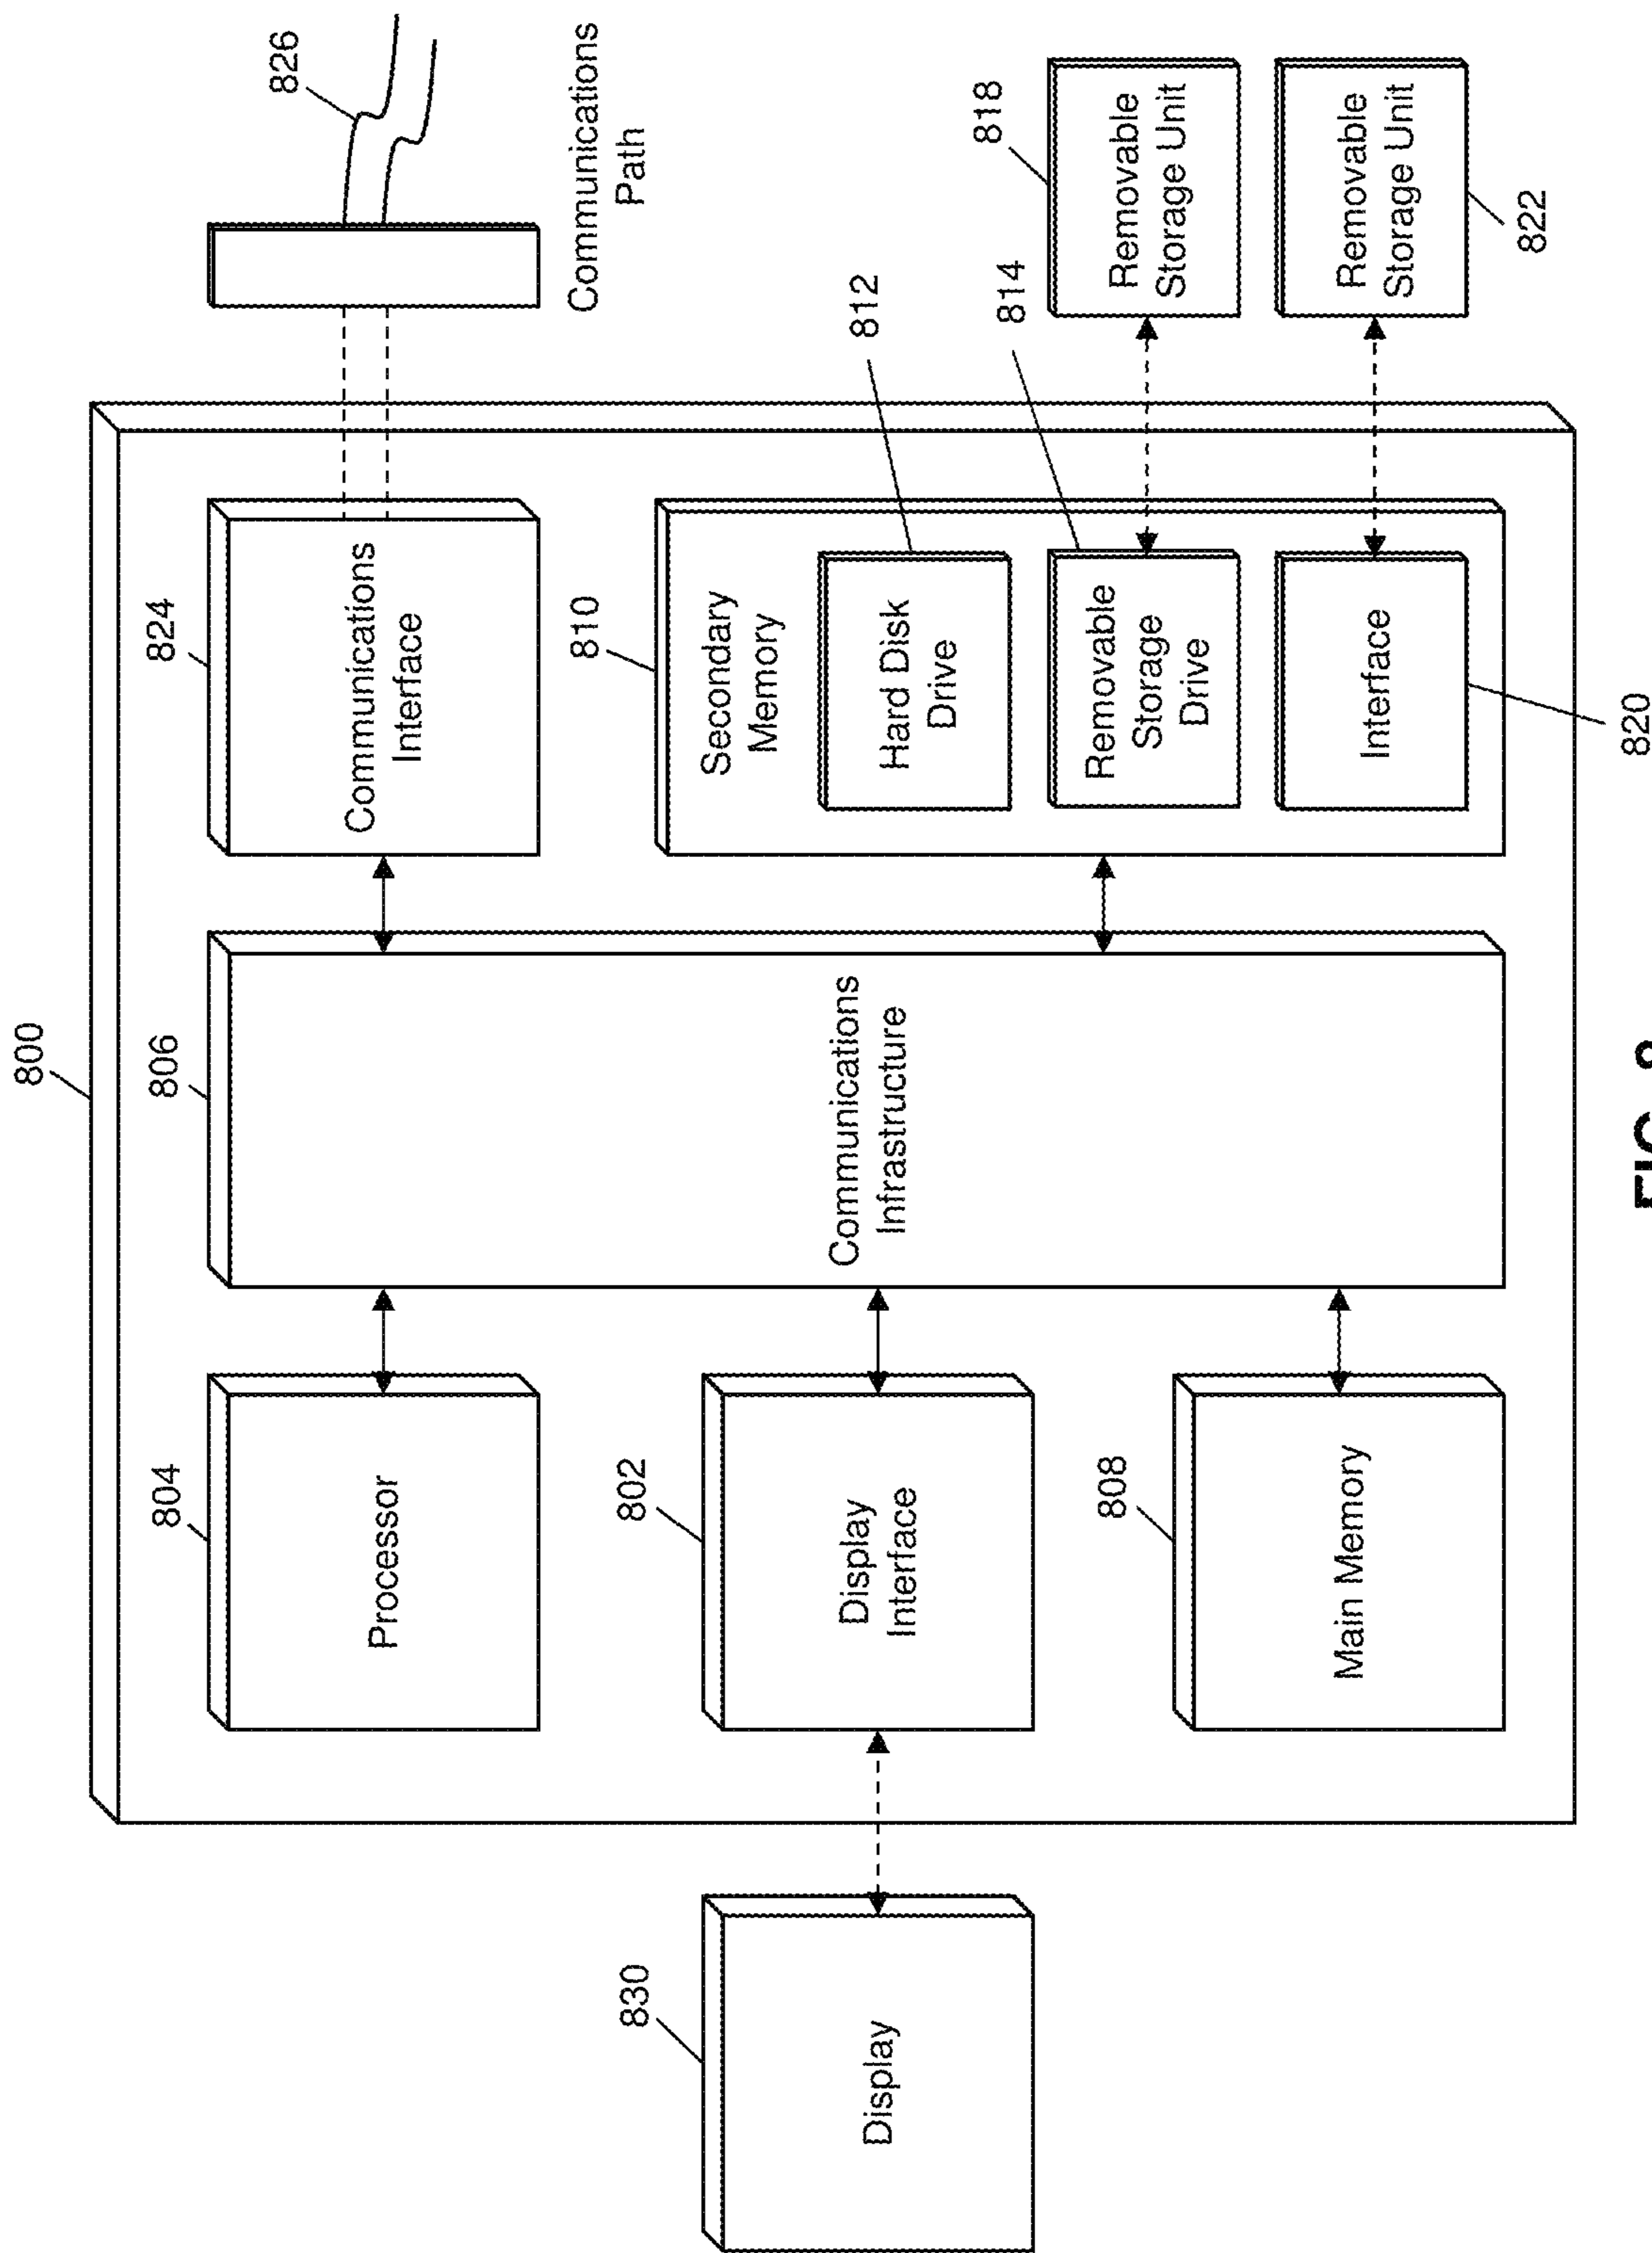 800
804
Processor
806
Communications
Infrastructure
824
Communications
Interface
826
Communications
Path
830
Display
802
Display
Interface
808
Main Memory
810
Secondary
Memory
Hard Disk
Drive
812
Removable
Storage
Drive
814
Removable
Storage Unit
818
Interface
820
Removable
Storage Unit
822
FIG. 8